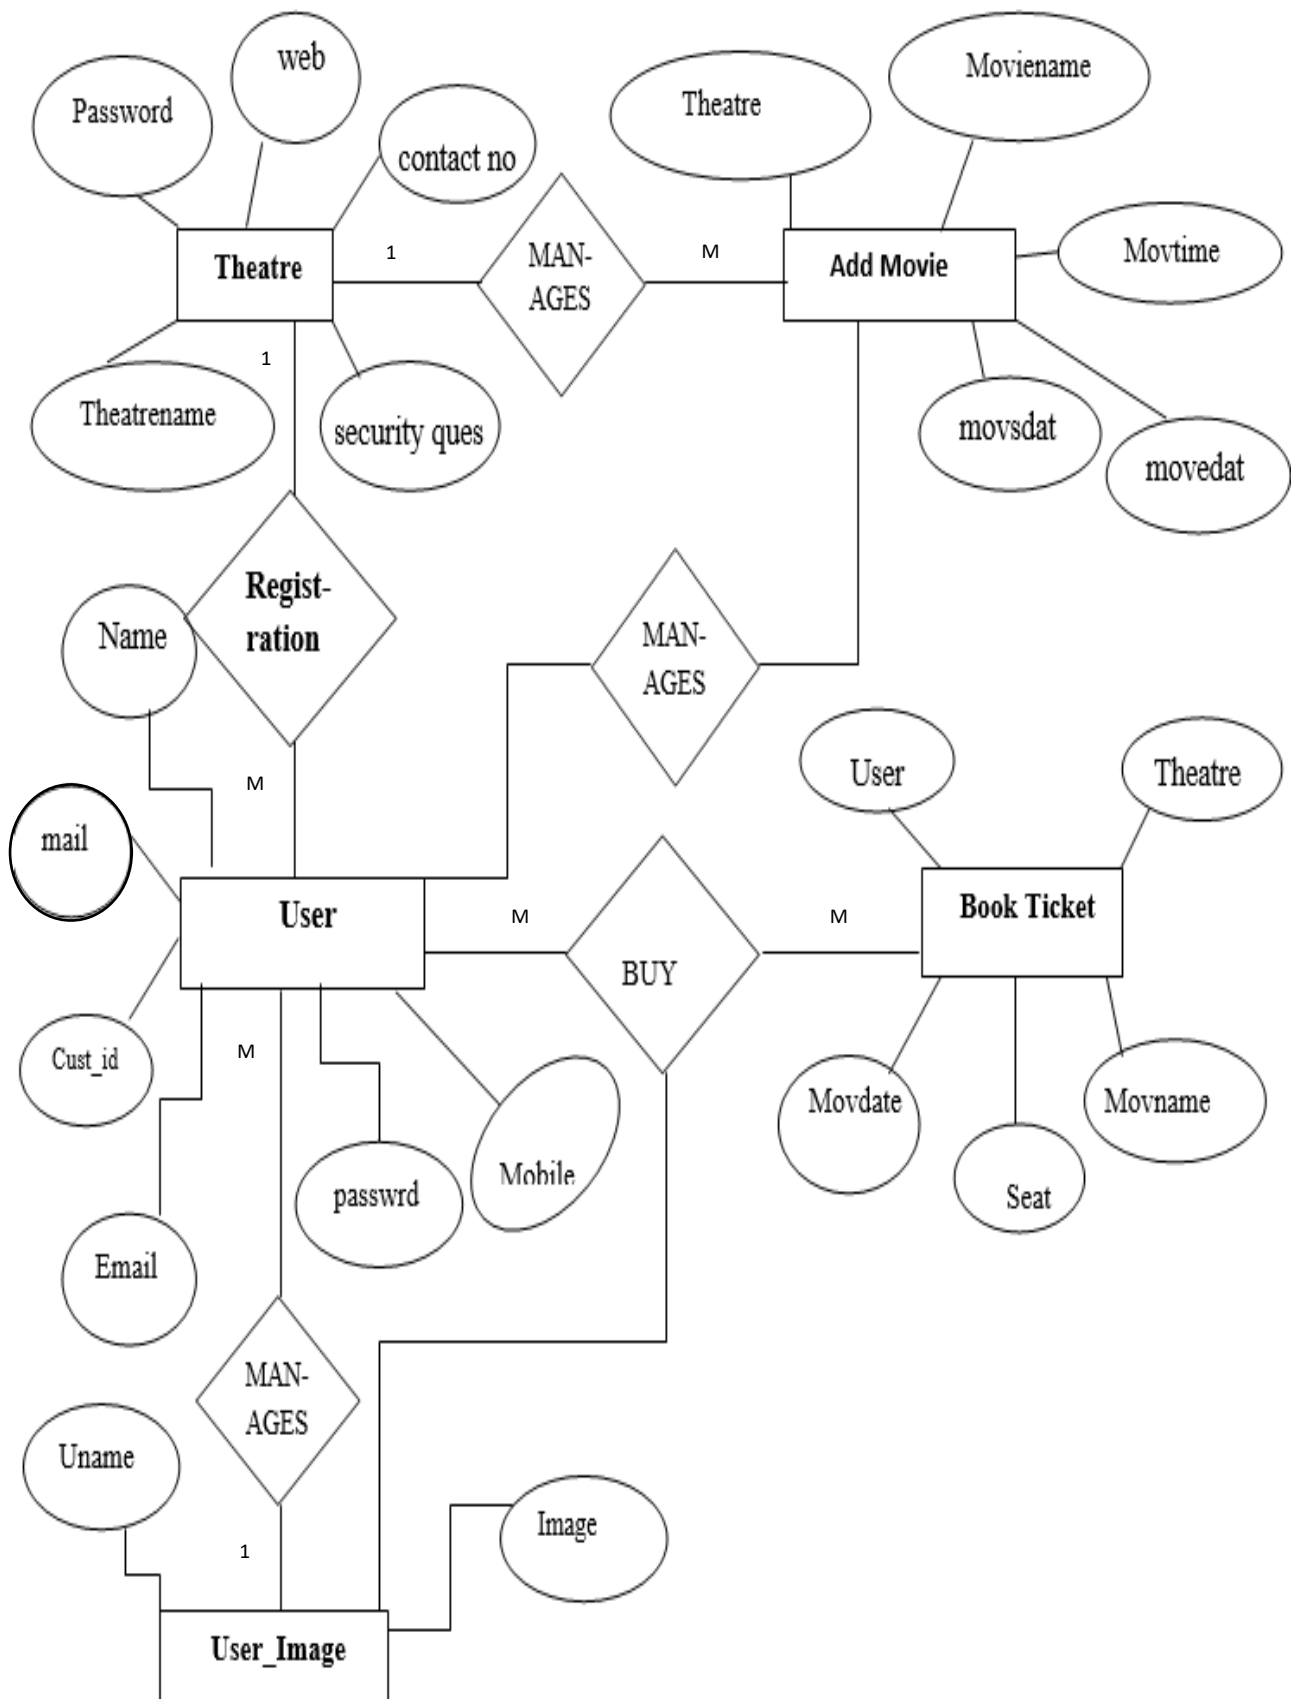 web
Password
contact no
Theatre
Moviename
Theatre
1
MAN-
AGES
M
Add Movie
Movtime
1
Theatrename
security ques
movsdat
movedat
Regist-
ration
Name
MAN-
AGES
M
User
Theatre
mail
User
M
BUY
M
Book Ticket
Cust_id
M
passwrd
Mobile
Movdate
Seat
Movname
Email
MAN-
AGES
Uname
1
Image
User_Image